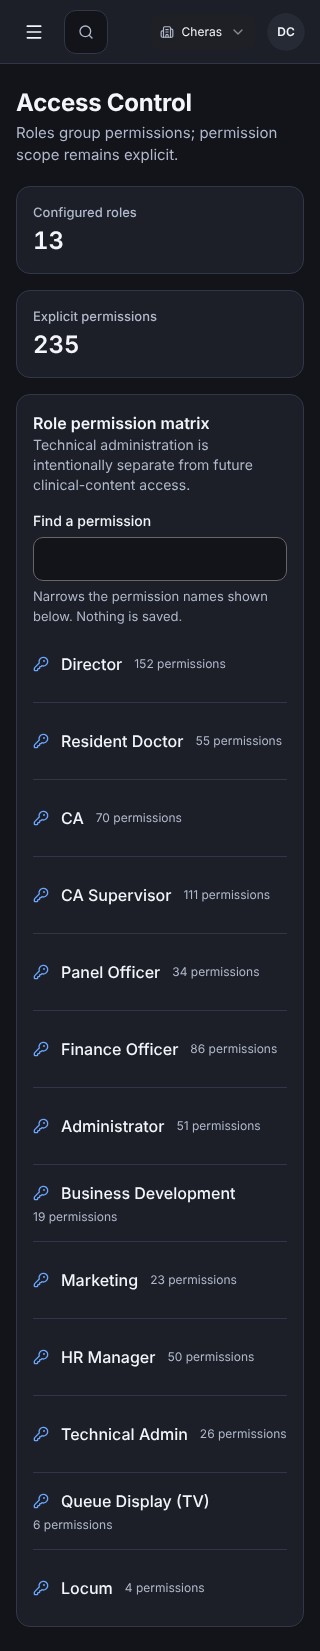 Cheras
DC
Access Control
Roles group permissions; permission
scope remains explicit.
Configured roles
13
Explicit permissions
235
Role permission matrix
Technical administration is
intentionally separate from future
clinical-content access.
Find a permission
Narrows the permission names shown
below. Nothing is saved.
Director 152 permissions
Resident Doctor 55 permissions
CA 70 permissions
CA Supervisor 111 permissions
Panel Officer 34 permissions
Finance Officer 86 permissions
Administrator 51 permissions
Business Development
19 permissions
Marketing 23 permissions
HR Manager 50 permissions
Technical Admin 26 permissions
Queue Display (TV)
6 permissions
Locum 4 permissions